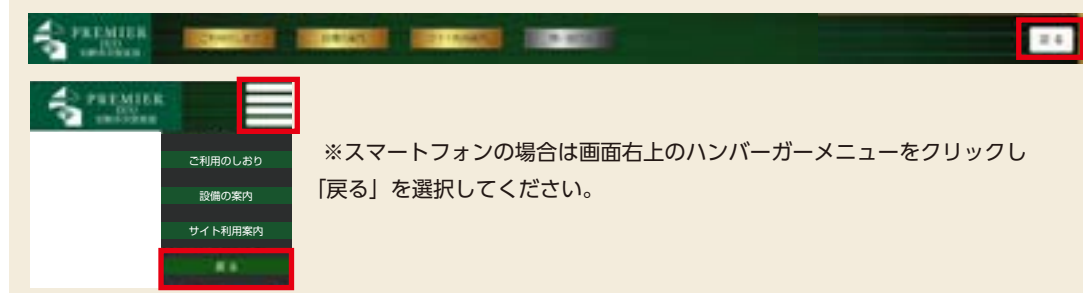 PREMIER
戻る
PREMIER
ご利用のしおり
設備の案内
サイト利用案内
戻る
※スマートフォンの場合は画面右上のハンバーガーメニューをクリックし
「戻る」を選択してください。